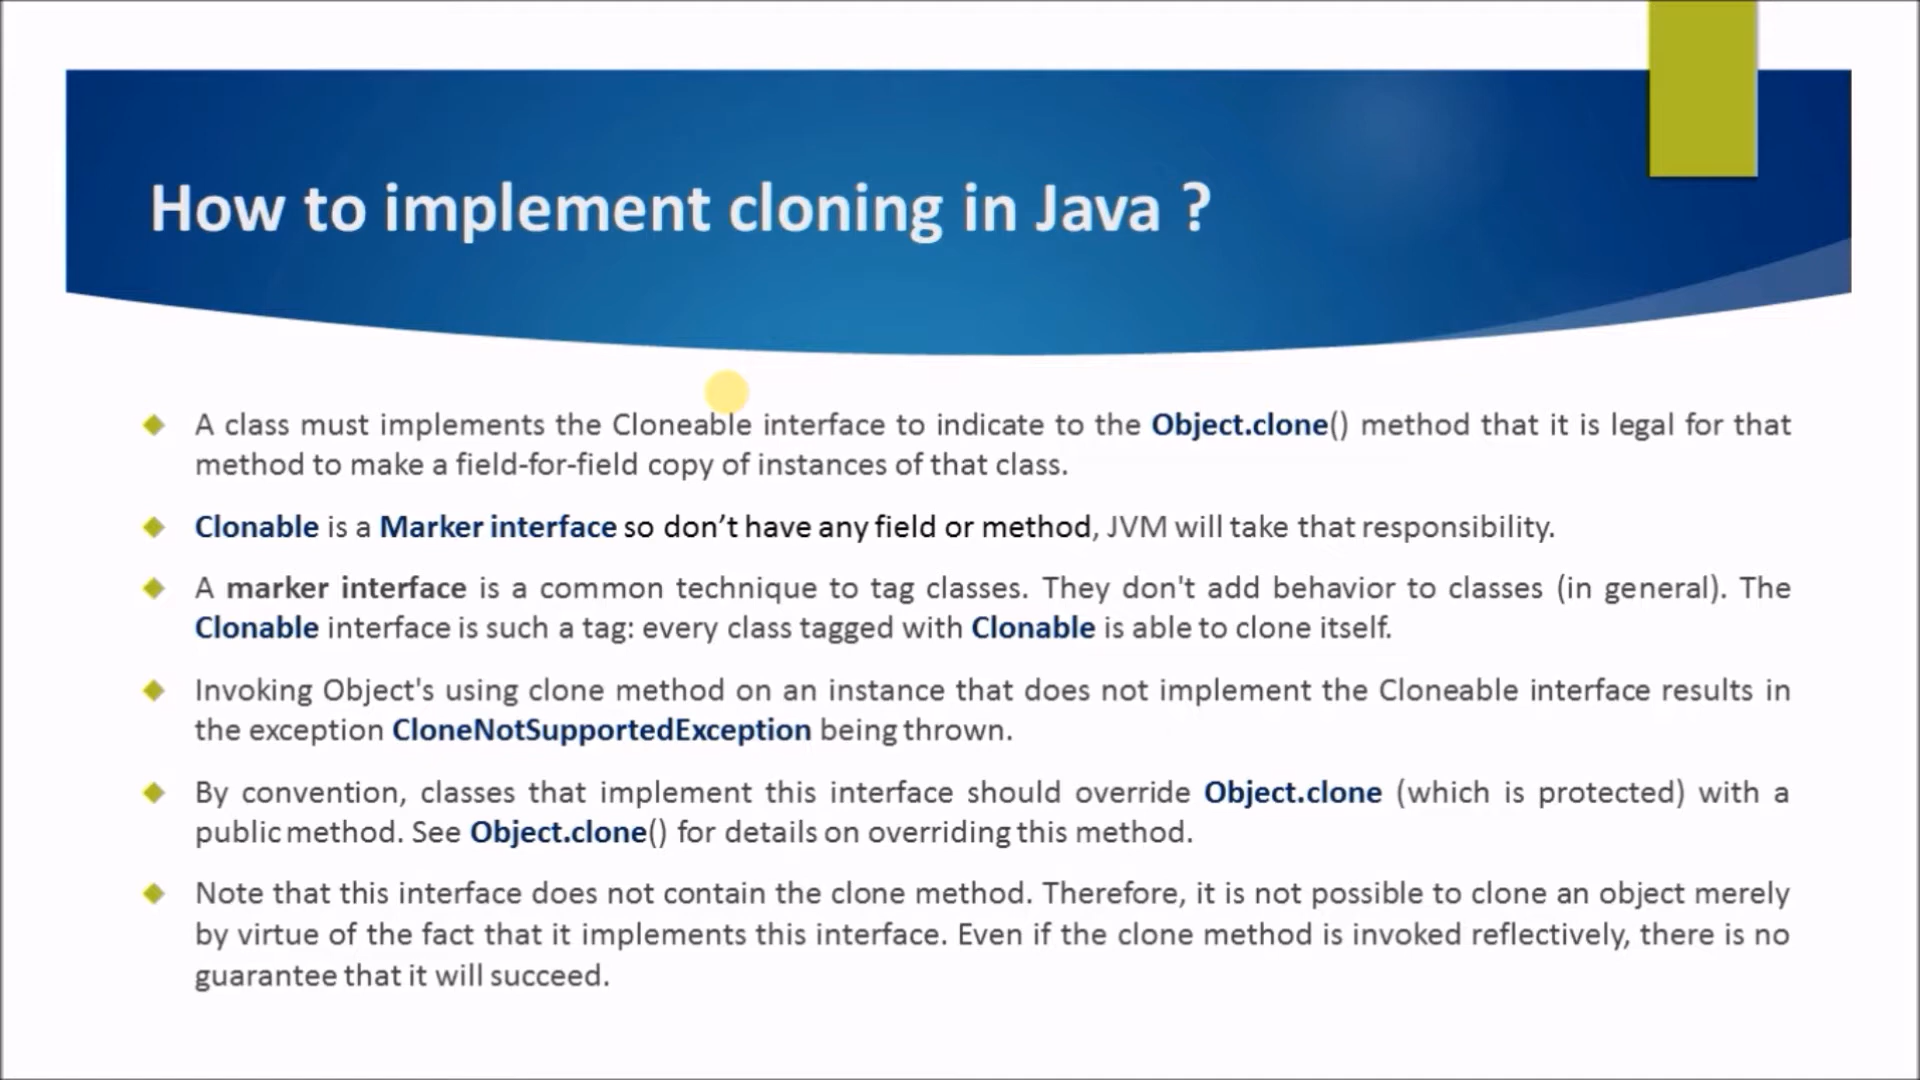 How to implement cloning in Java ?
A class must implements the Cloneable interface to indicate to the Object.clone() method that it is legal for that
method to make a field-for-field copy of instances of that class.
Clonable is a Marker interface so don’t have any field or method, JVM will take that responsibility.
A marker interface is a common technique to tag classes. They don't add behavior to classes (in general). The
Clonable interface is such a tag: every class tagged with Clonable is able to clone itself.
Invoking Object's using clone method on an instance that does not implement the Cloneable interface results in
the exception CloneNotSupportedException being thrown.
By convention, classes that implement this interface should override Object.clone (which is protected) with a
public method. See Object.clone() for details on overriding this method.
Note that this interface does not contain the clone method. Therefore, it is not possible to clone an object merely
by virtue of the fact that it implements this interface. Even if the clone method is invoked reflectively, there is no
guarantee that it will succeed.